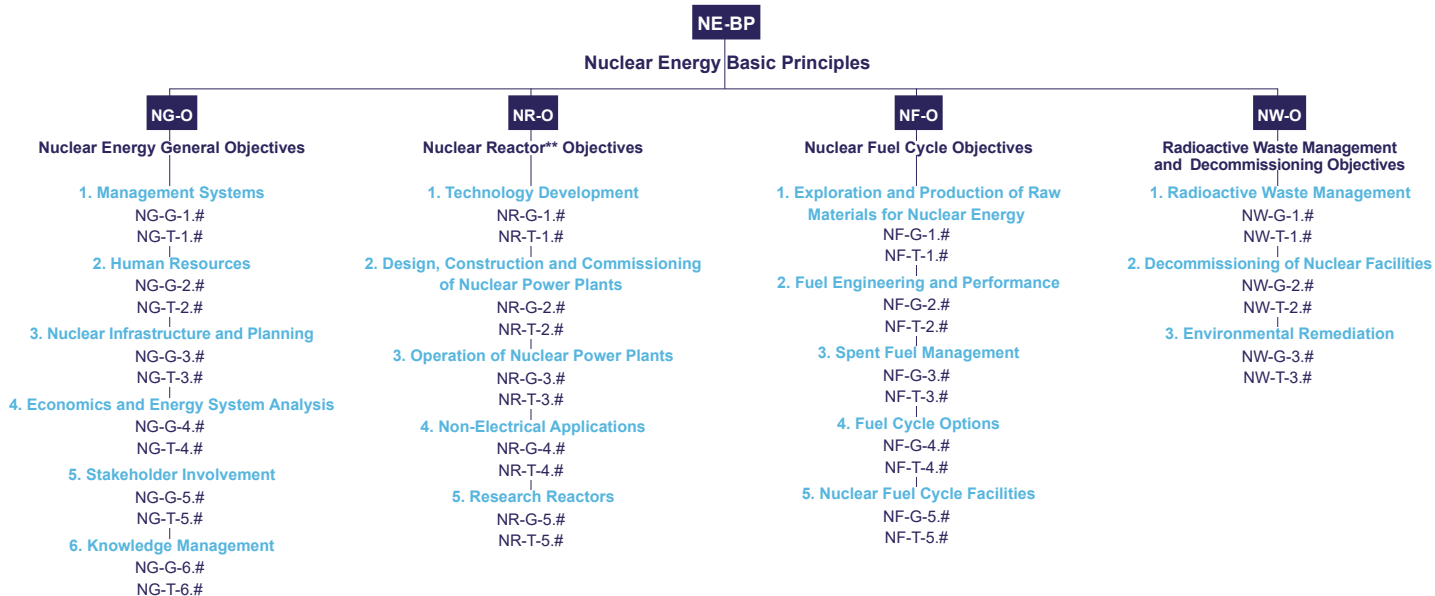 NE-BP
Nuclear Energy Basic Principles
NG-O
Nuclear Energy General Objectives
1. Management Systems
NG-G-1.#
NG-T-1.#
2. Human Resources
NG-G-2.#
NG-T-2.#
3. Nuclear Infrastructure and Planning
NG-G-3.#
NG-T-3.#
4. Economics and Energy System Analysis
NG-G-4.#
NG-T-4.#
5. Stakeholder Involvement
NG-G-5.#
NG-T-5.#
6. Knowledge Management
NG-G-6.#
NG-T-6.#
NR-O
Nuclear Reactor** Objectives
1. Technology Development
NR-G-1.#
NR-T-1.#
2. Design, Construction and Commissioning
of Nuclear Power Plants
NR-G-2.#
NR-T-2.#
3. Operation of Nuclear Power Plants
NR-G-3.#
NR-T-3.#
4. Non-Electrical Applications
NR-G-4.#
NR-T-4.#
5. Research Reactors
NR-G-5.#
NR-T-5.#
NF-O
Nuclear Fuel Cycle Objectives
1. Exploration and Production of Raw
Materials for Nuclear Energy
NF-G-1.#
NF-T-1.#
2. Fuel Engineering and Performance
NF-G-2.#
NF-T-2.#
3. Spent Fuel Management
NF-G-3.#
NF-T-3.#
4. Fuel Cycle Options
NF-G-4.#
NF-T-4.#
5. Nuclear Fuel Cycle Facilities
NF-G-5.#
NF-T-5.#
NW-O
Radioactive Waste Management
and Decommissioning Objectives
1. Radioactive Waste Management
NW-G-1.#
NW-T-1.#
2. Decommissioning of Nuclear Facilities
NW-G-2.#
NW-T-2.#
3. Environmental Remediation
NW-G-3.#
NW-T-3.#